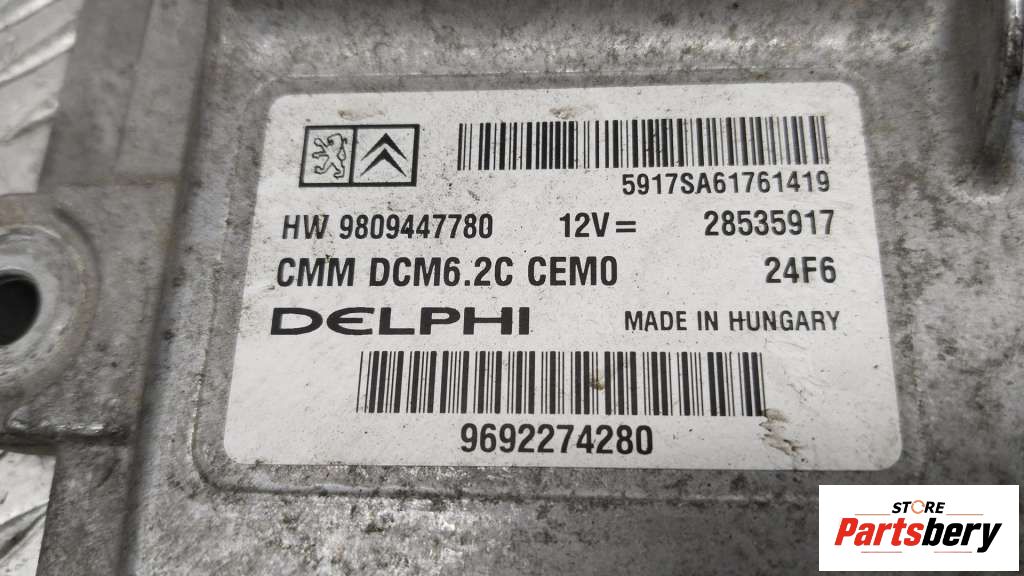 5917SA61761419
HW 9809447780 12V= 28535917
CMM DCM6.2C CEM0 24F6
DELPHI MADE IN HUNGARY
9692274280
STORE
Partsbery